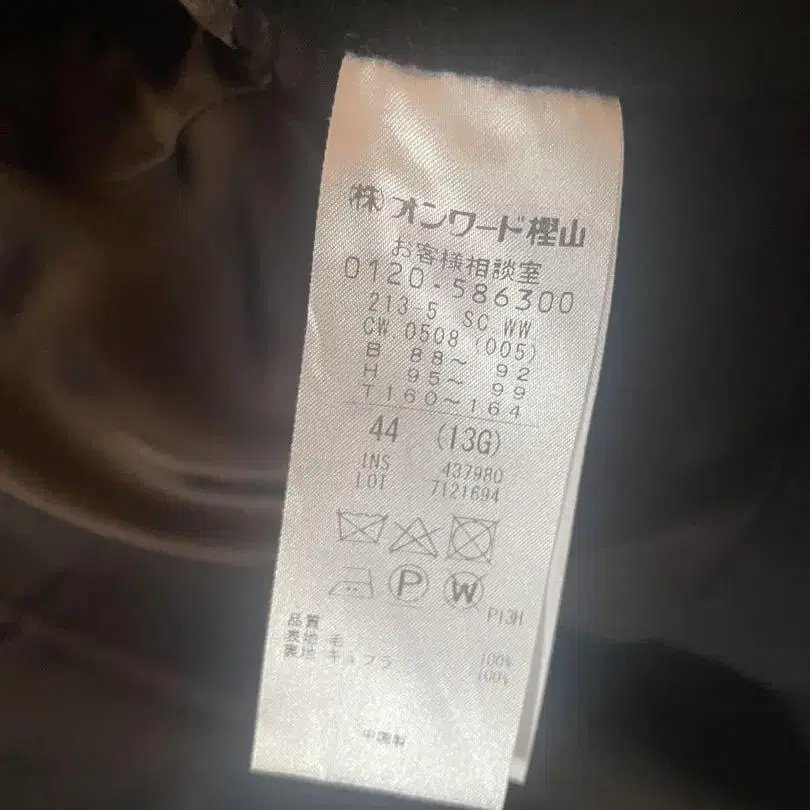 (株)オンワード樫山
お客様相談室
0120-586300
213-5 SC WW
CW.0508 (005)
B 88～ 92
H 95～ 99
T160～164
44 (13G)
INS 437980
LOT 7121694
P W
P13H
品質
表地 毛 100%
裏地 キュプラ 100%
中国製